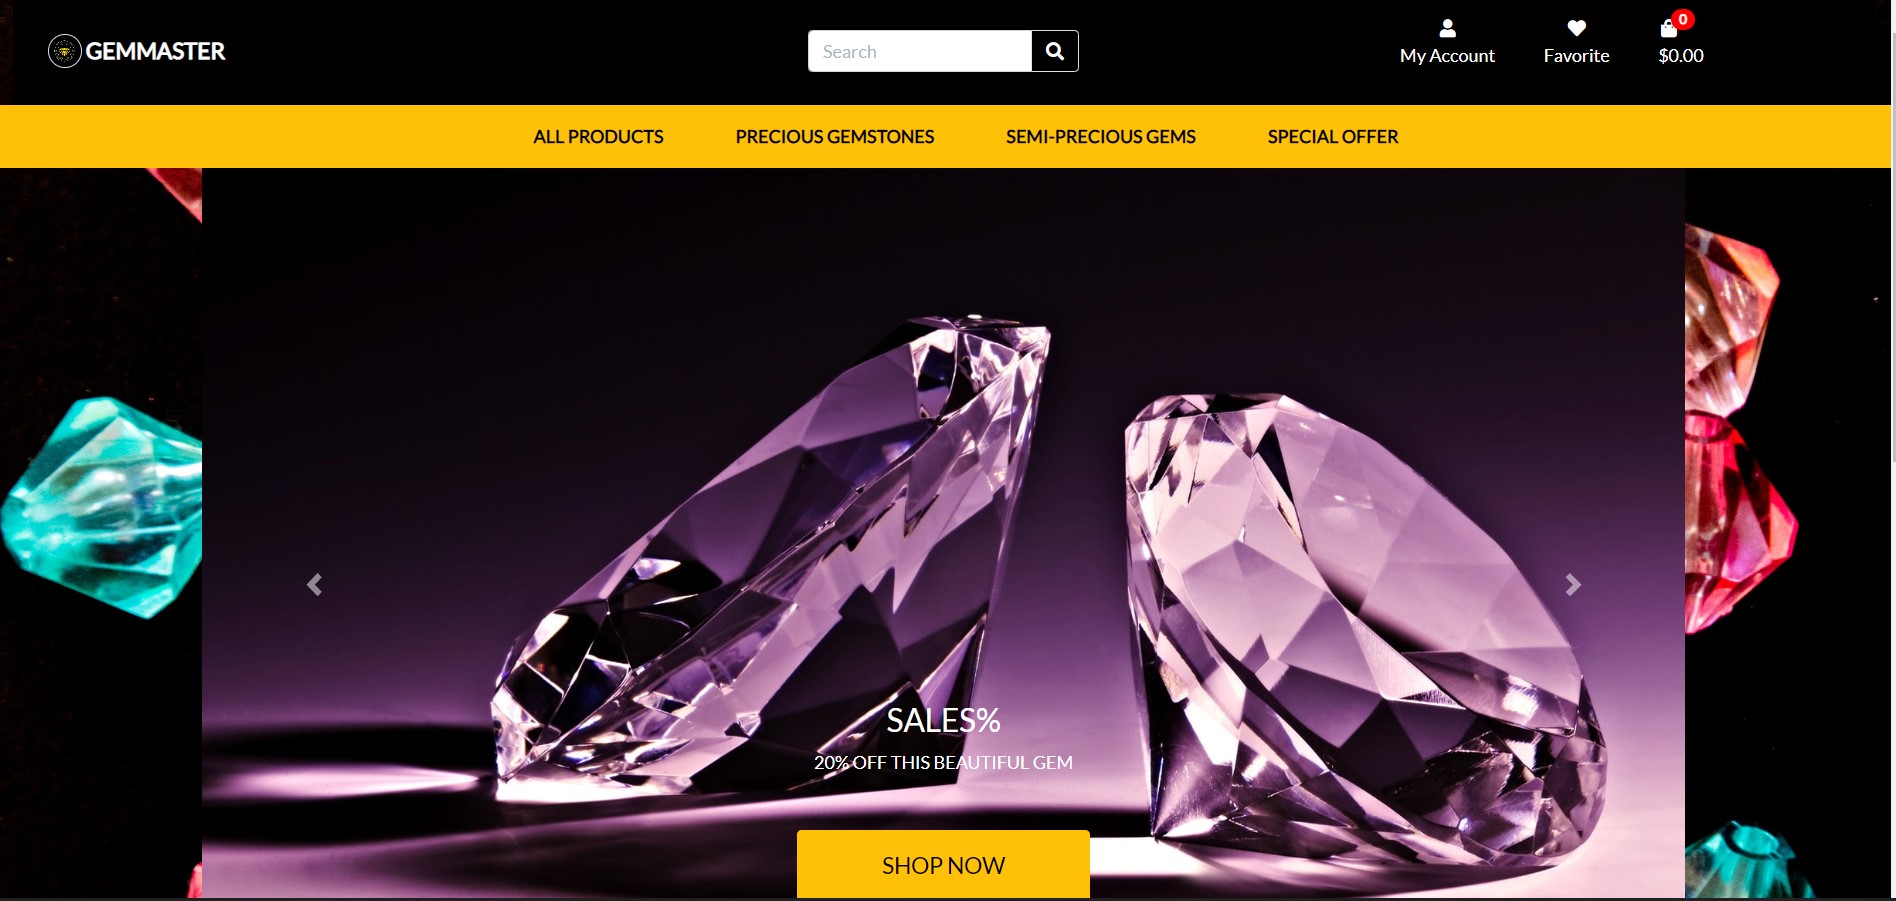 GEMMASTER
Search
0
My Account
Favorite
$0.00
ALL PRODUCTS
PRECIOUS GEMSTONES
SEMI-PRECIOUS GEMS
SPECIAL OFFER
SALES%
20% OFF THIS BEAUTIFUL GEM
SHOP NOW